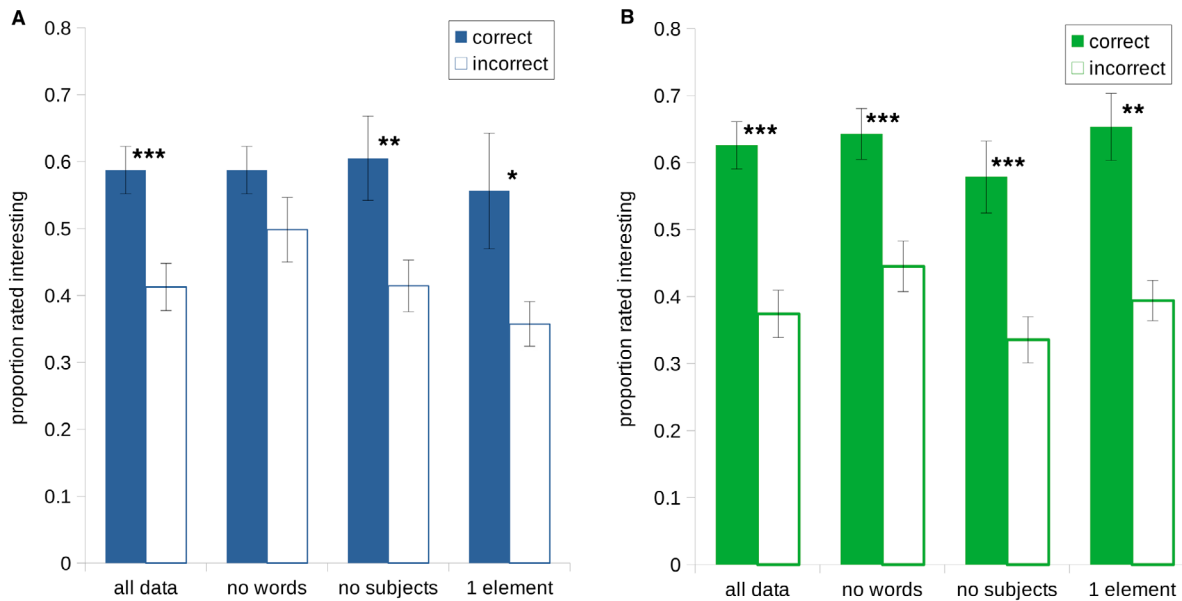 A
proportion rated interesting
0.8
0.7
0.6
0.5
0.4
0.3
0.2
0.1
0
correct
incorrect
***
**
*
all data
no words
no subjects
1 element
B
proportion rated interesting
0.8
0.7
0.6
0.5
0.4
0.3
0.2
0.1
0
correct
incorrect
***
***
***
**
all data
no words
no subjects
1 element